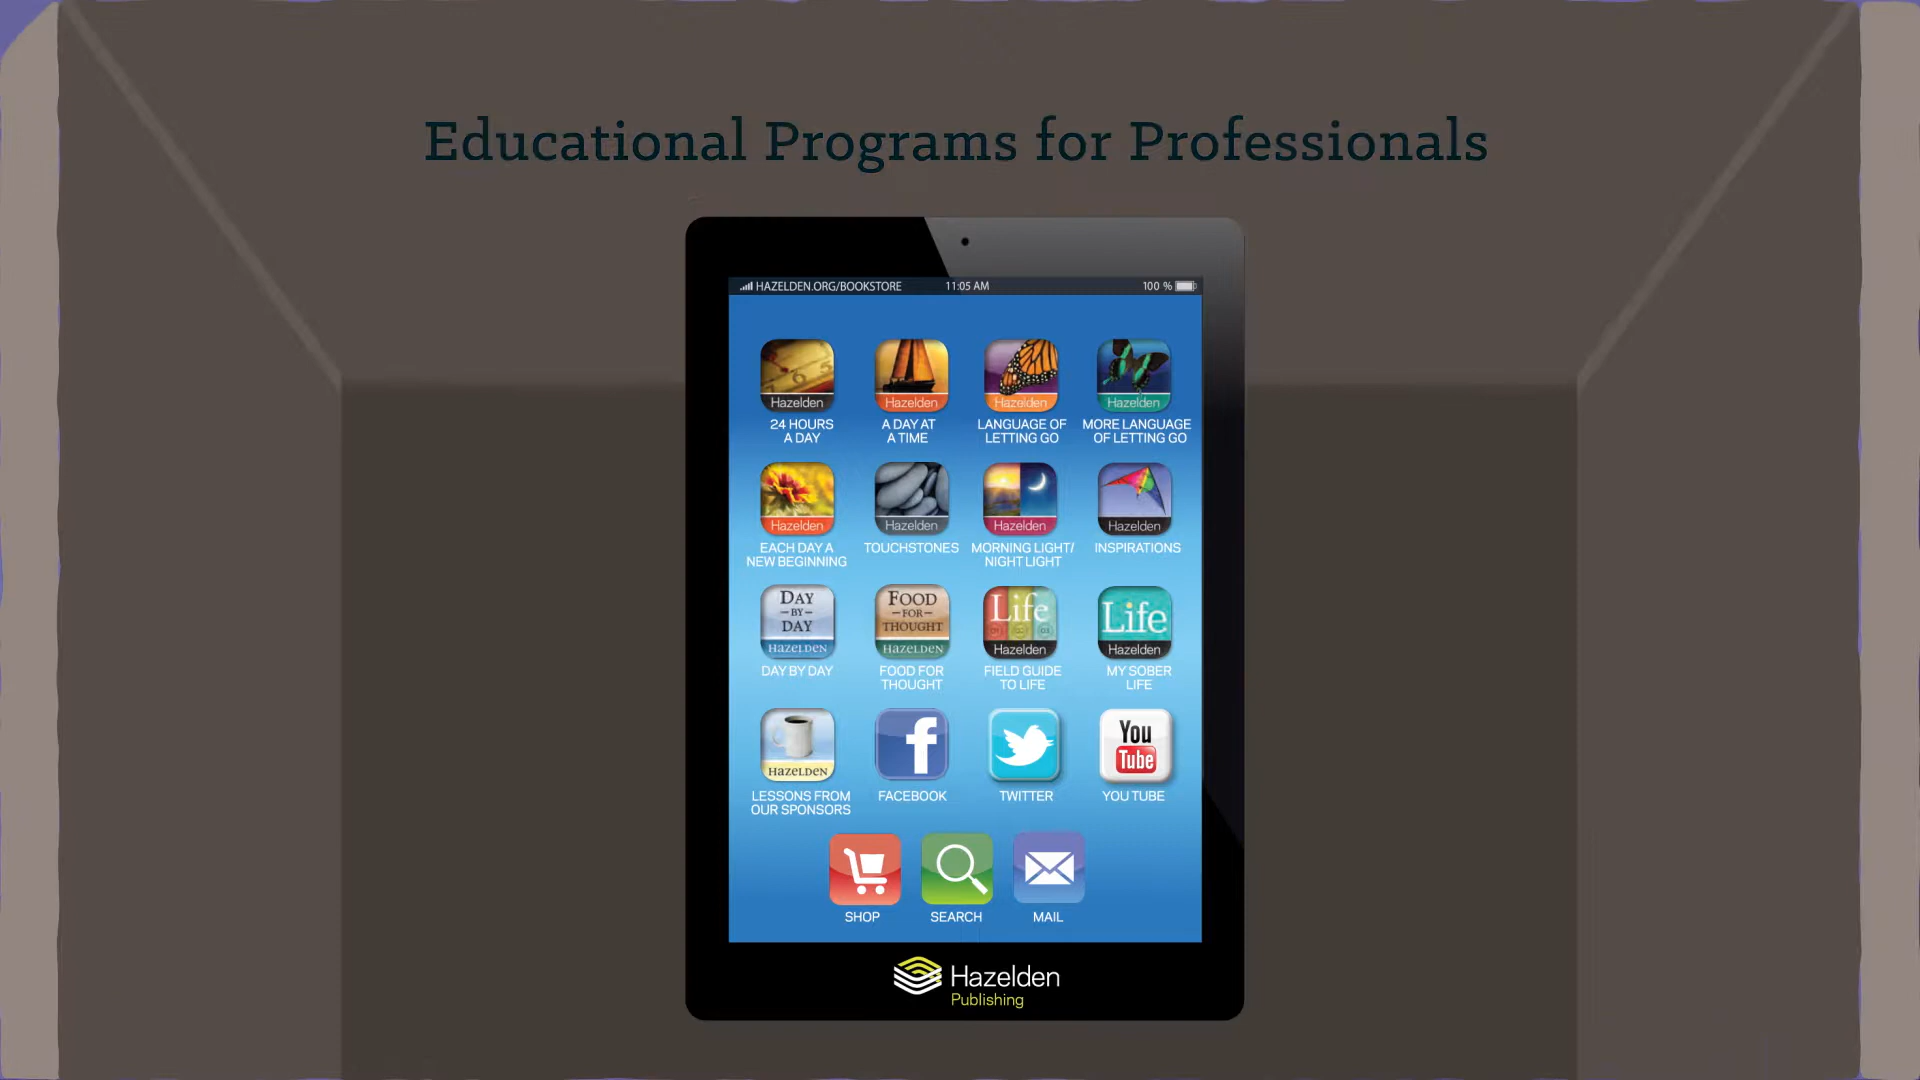 Educational Programs for Professionals
HAZELDEN.ORG/BOOKSTORE 11:05 AM 100 %
Hazelden Hazelden Hazelden Hazelden
24 HOURS A DAY AT LANGUAGE OF MORE LANGUAGE
A DAY A TIME LETTING GO OF LETTING GO
Hazelden Hazelden Hazelden Hazelden
EACH DAY A TOUCHSTONES MORNING LIGHT/ INSPIRATIONS
NEW BEGINNING NIGHT LIGHT
DAY FOOD Life Life
-BY- -FOR-
DAY THOUGHT
HAZELDEN HAZELDEN Hazelden Hazelden
DAY BY DAY FOOD FOR FIELD GUIDE MY SOBER
THOUGHT TO LIFE LIFE
You
Tube
HAZELDEN
LESSONS FROM FACEBOOK TWITTER YOU TUBE
OUR SPONSORS
SHOP SEARCH MAIL
Hazelden
Publishing